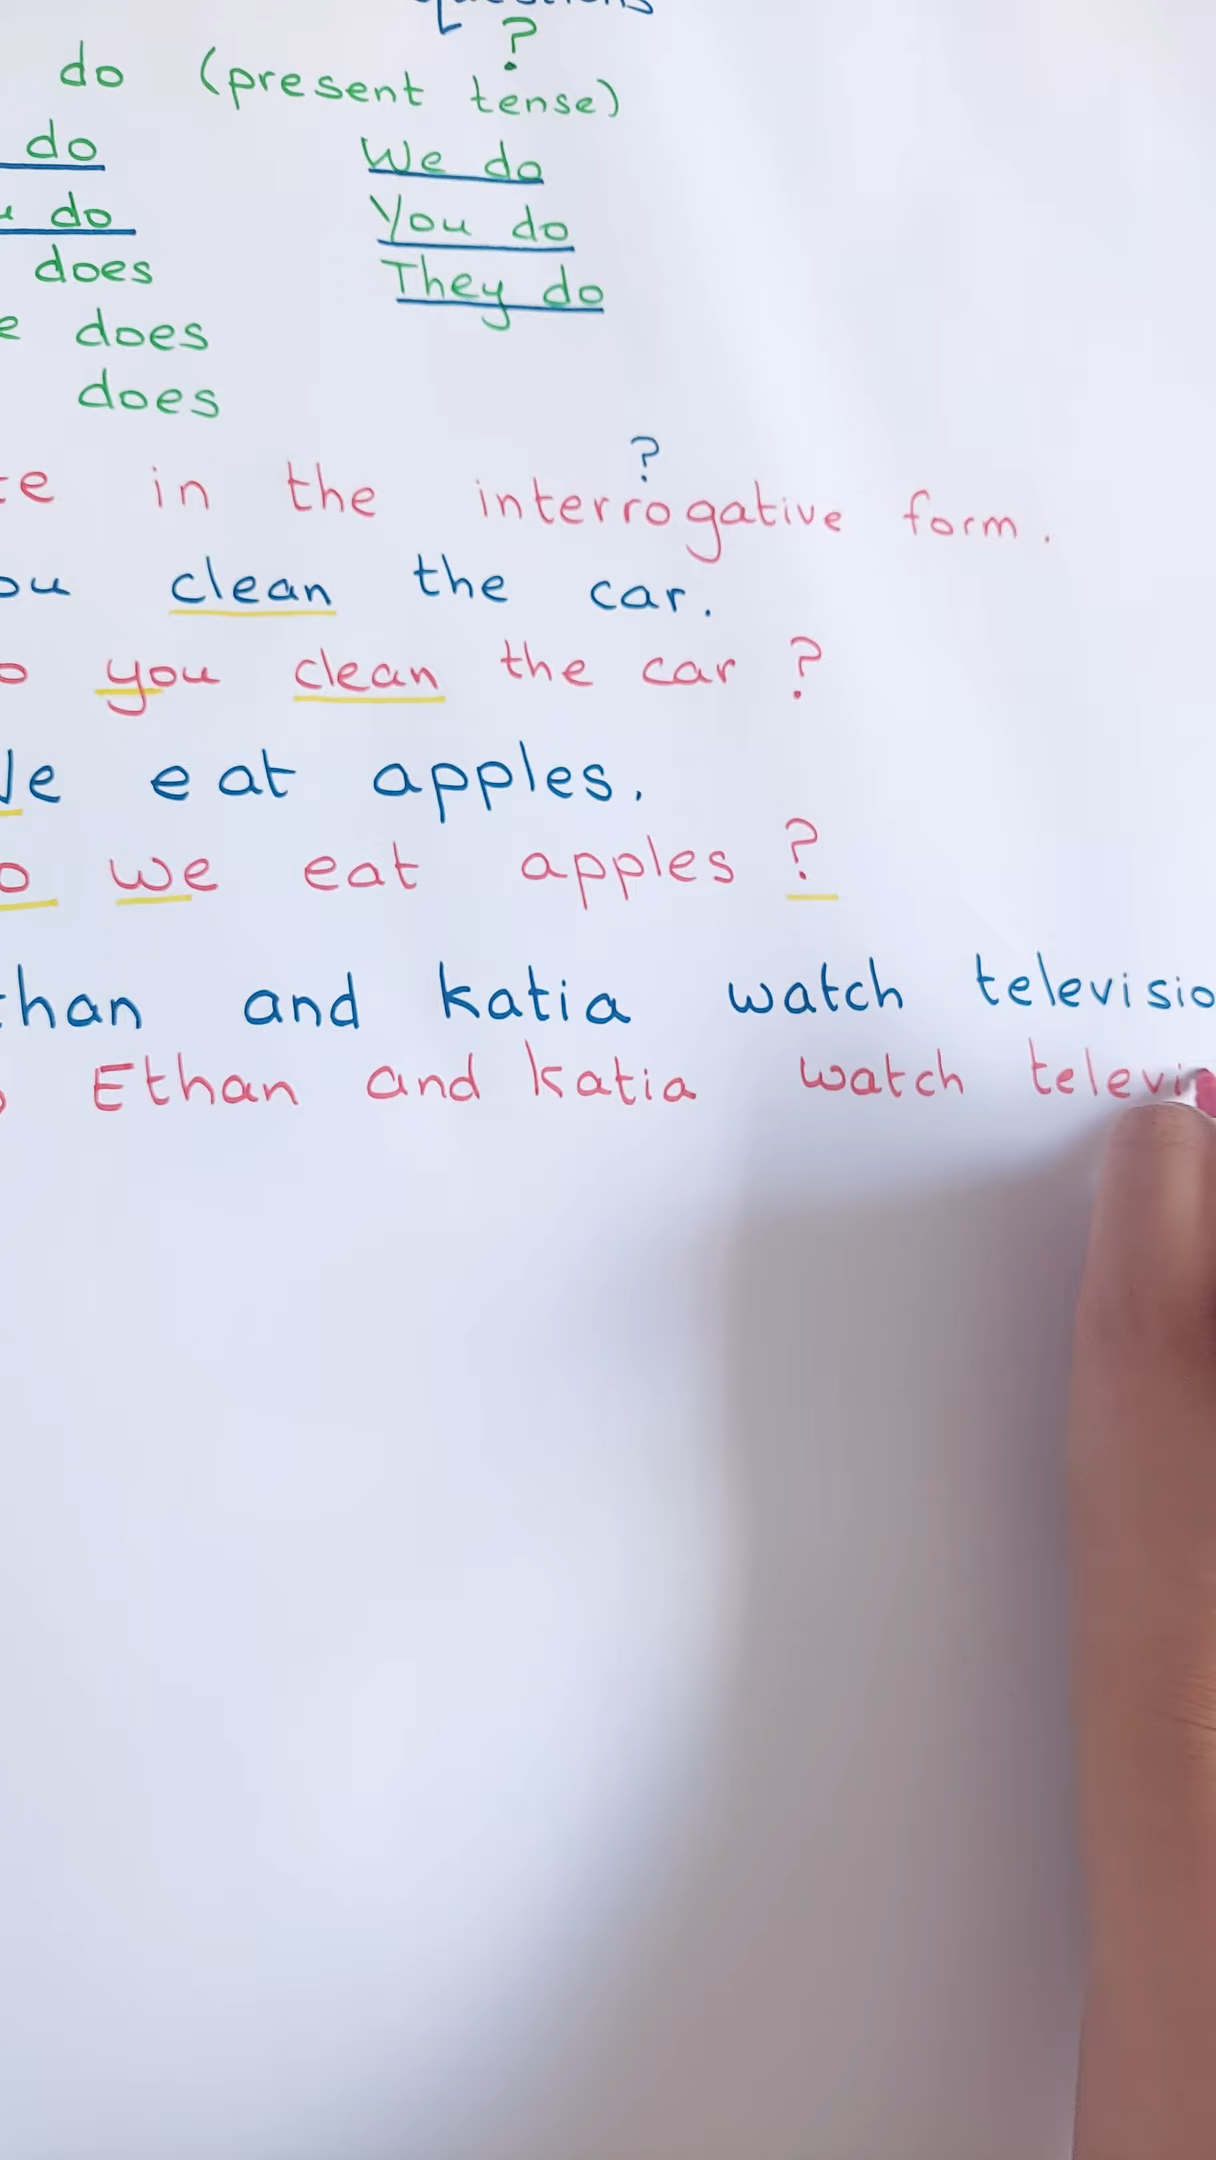 do (present tense)
?
do We do
do You do
does They do
does
does
?
in the interrogative form.
clean the car.
you clean the car ?
eat apples.
we eat apples ?
and katia watch
Ethan and katia watch